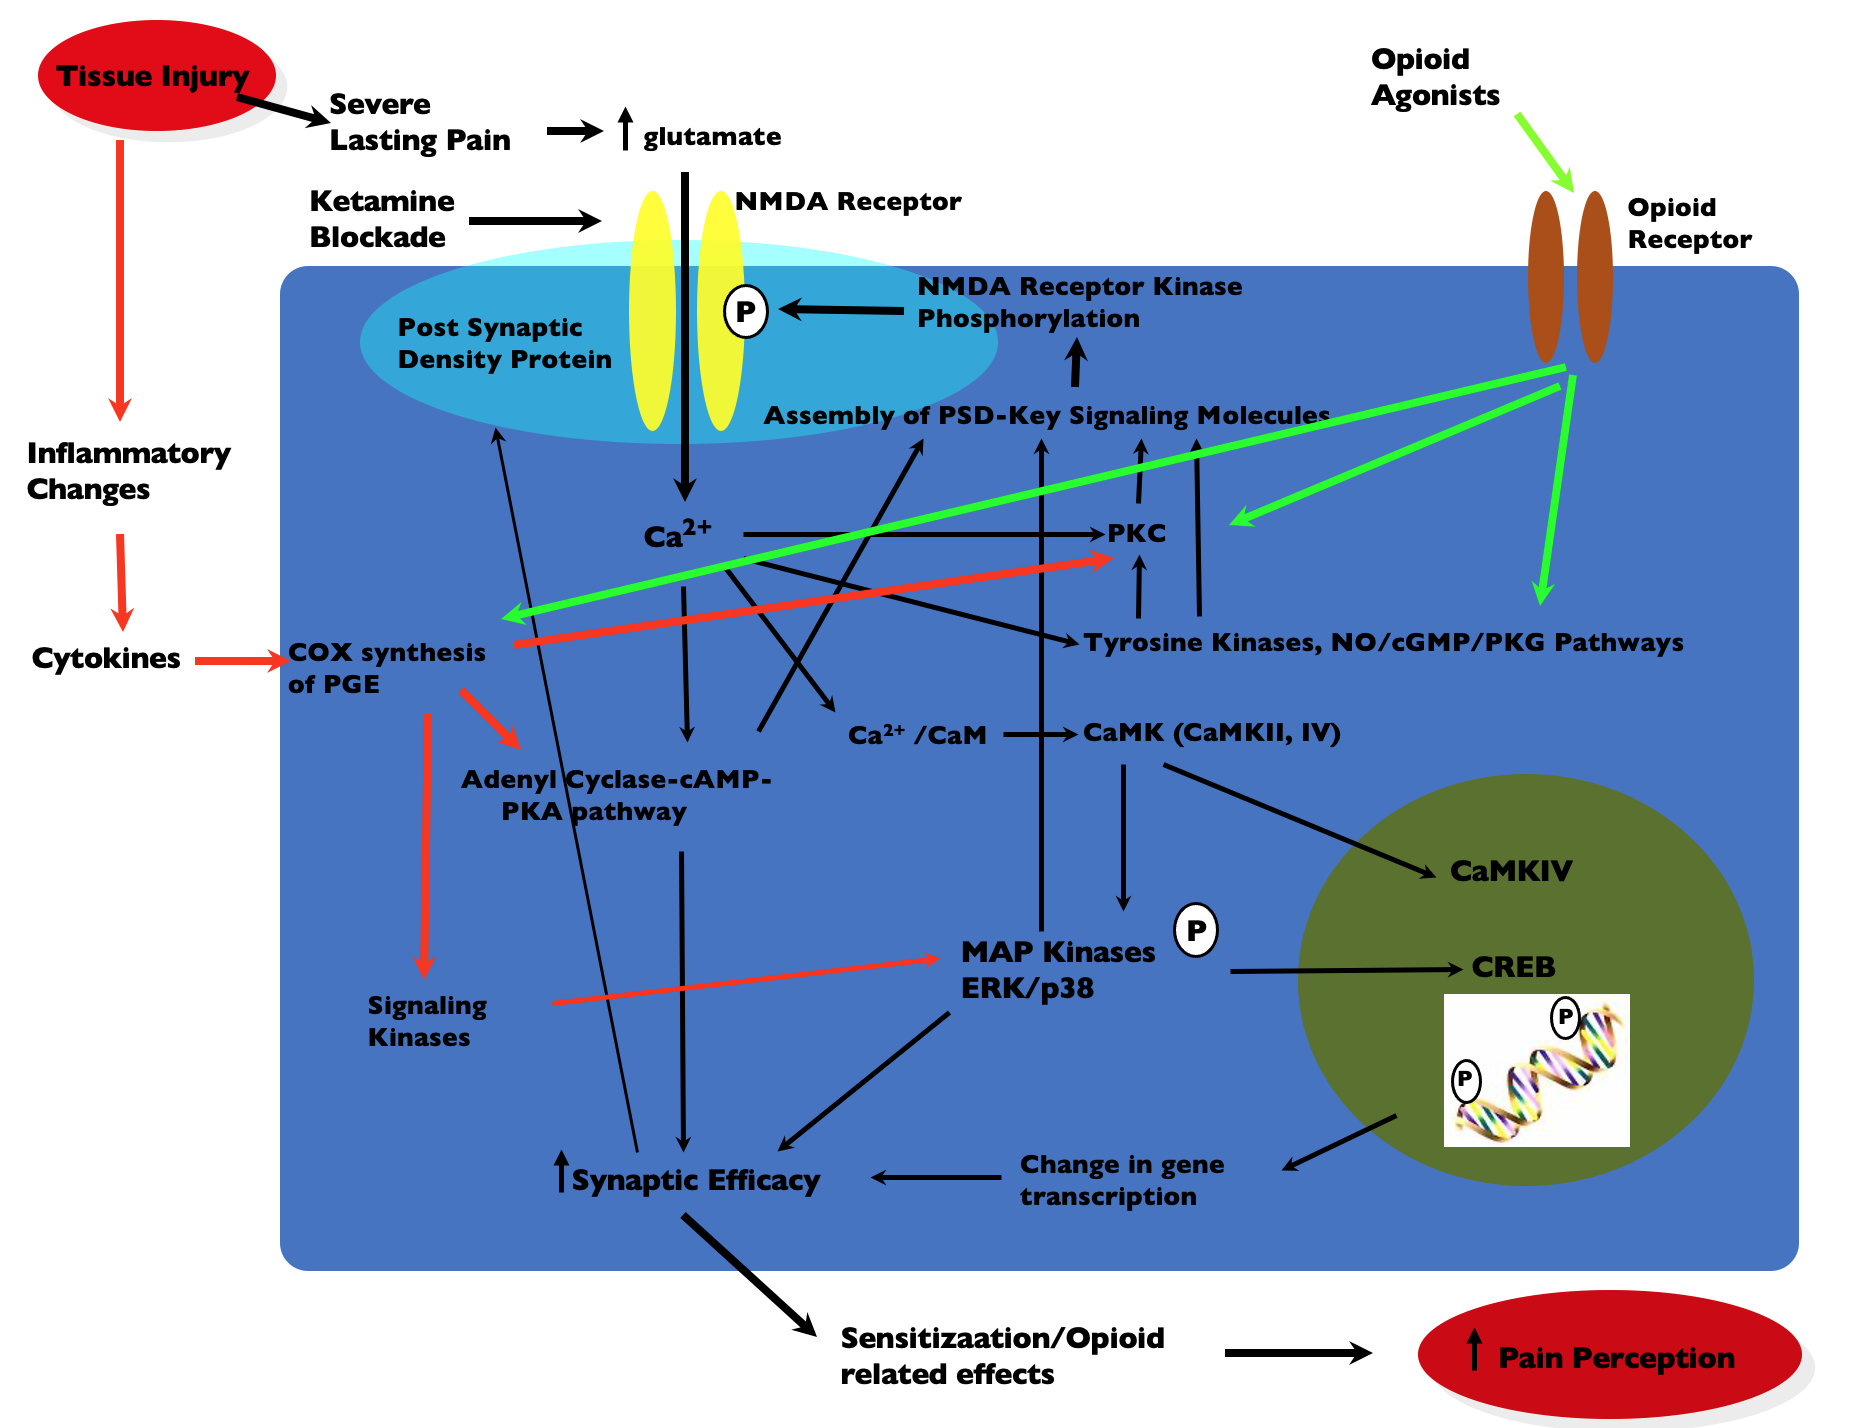 Tissue Injury
Severe
Lasting Pain
glutamate
Opioid
Agonists
Ketamine
Blockade
NMDA Receptor
Opioid
Receptor
NMDA Receptor Kinase
Phosphorylation
P
Post Synaptic
Density Protein
Assembly of PSD-Key Signaling Molecules
Inflammatory
Changes
Ca2+
PKC
Cytokines
COX synthesis
of PGE
Tyrosine Kinases, NO/cGMP/PKG Pathways
Ca2+ /CaM
CaMK (CaMKII, IV)
Adenyl Cyclase-cAMP-
PKA pathway
CaMKIV
P
MAP Kinases
ERK/p38
CREB
Signaling
Kinases
P
P
Synaptic Efficacy
Change in gene
transcription
Sensitizaation/Opioid
related effects
Pain Perception